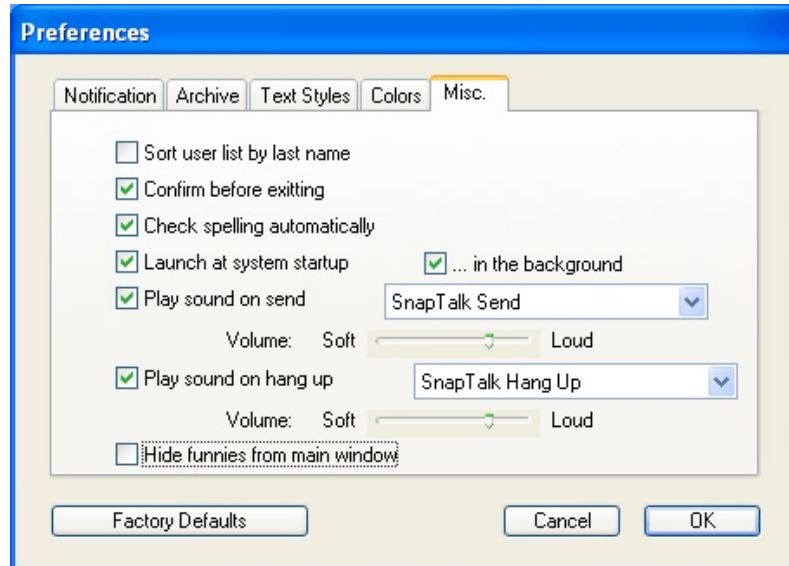 Preferences
Notification Archive Text Styles Colors Misc.
Sort user list by last name
Confirm before exitting
Check spelling automatically
Launch at system startup ... in the background
Play sound on send SnapTalk Send
Volume: Soft Loud
Play sound on hang up SnapTalk Hang Up
Volume: Soft Loud
Hide funnies from main window
Factory Defaults Cancel OK